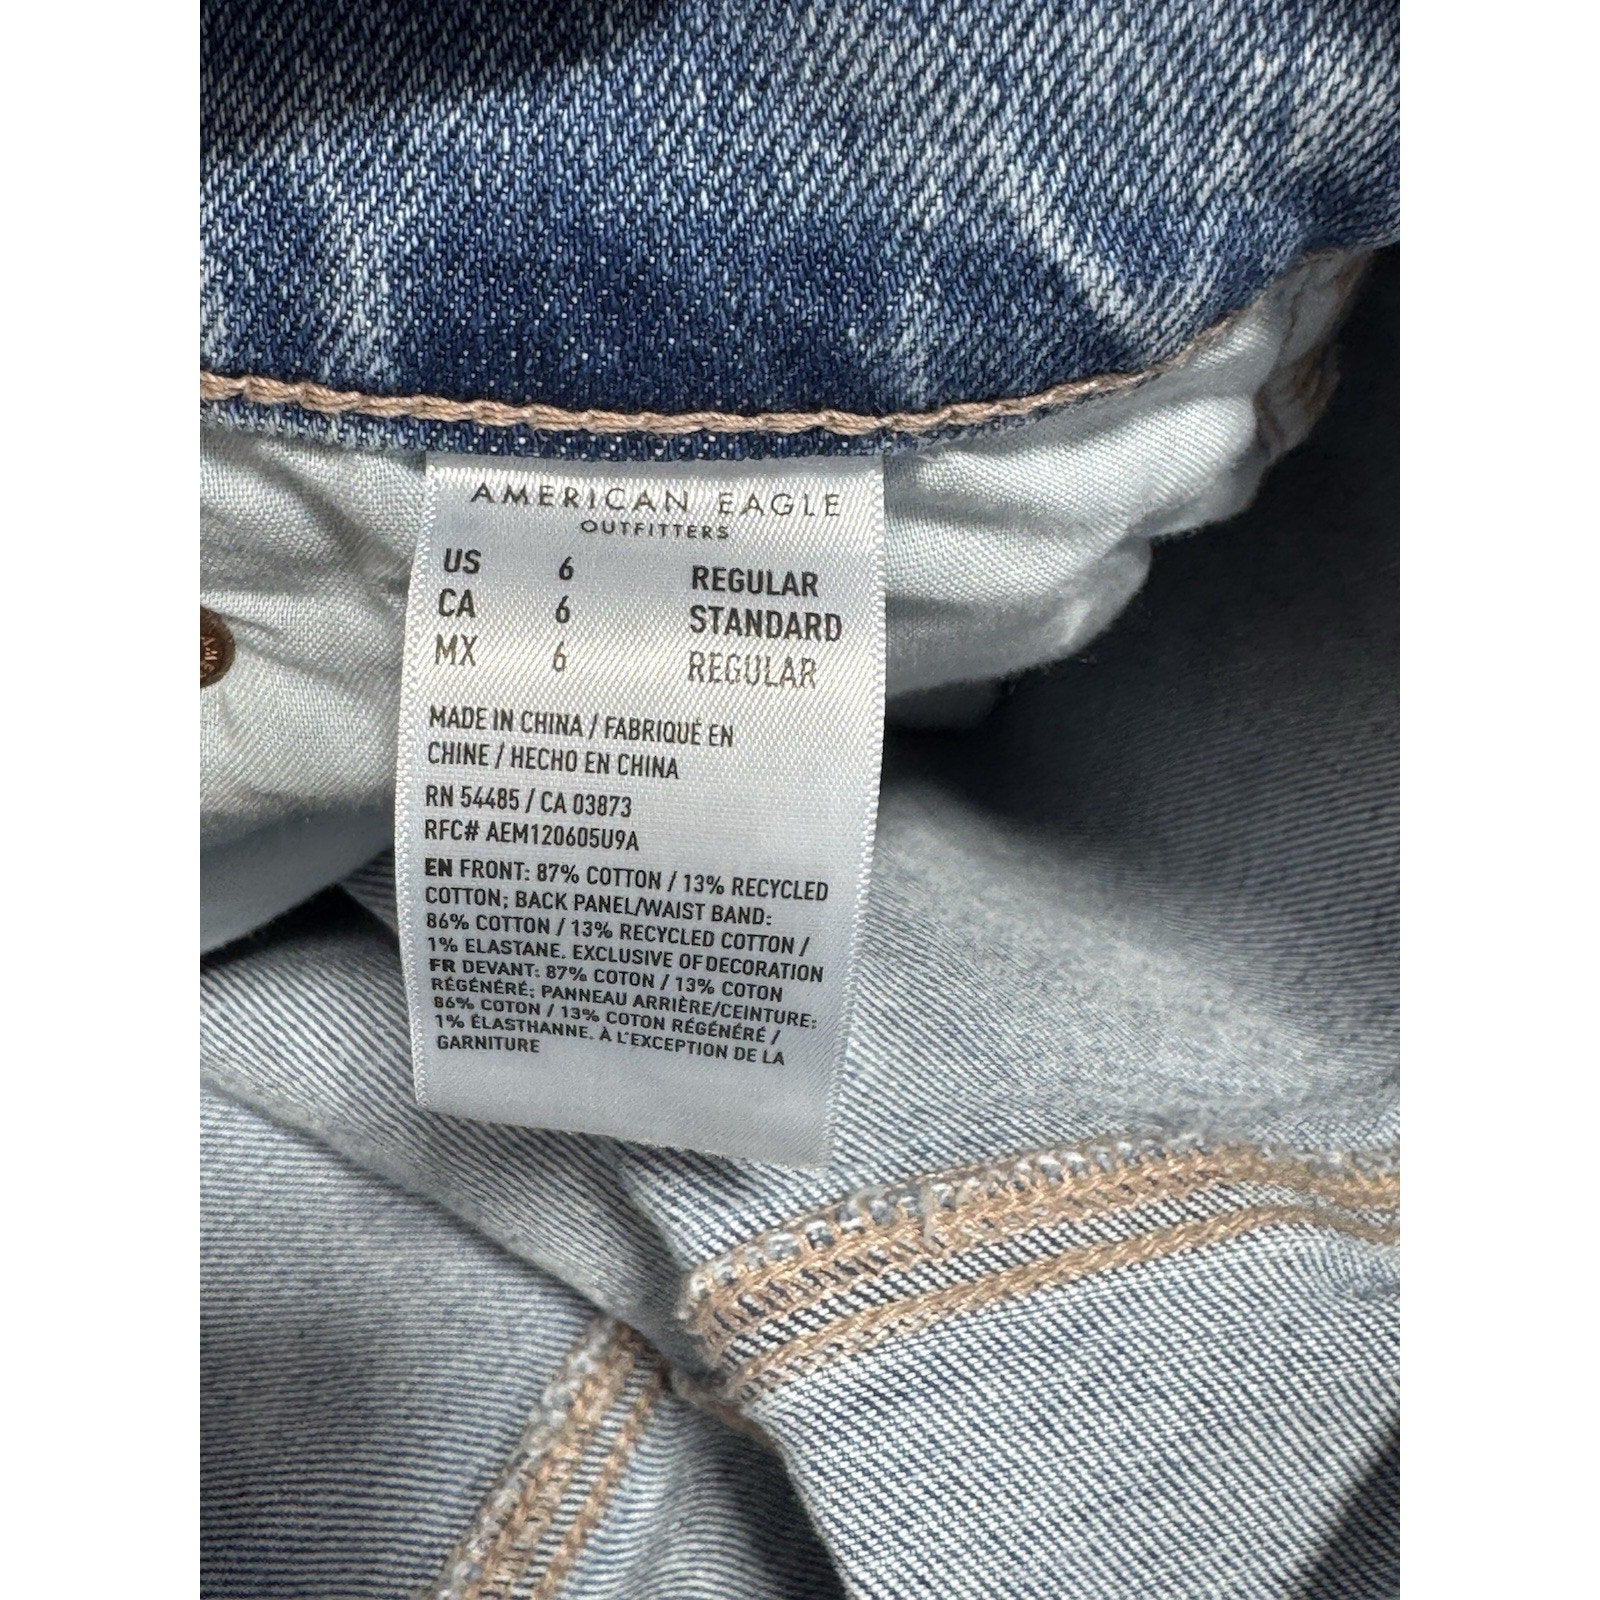 AMERICAN EAGLE
OUTFITTERS
US 6 REGULAR
CA 6 STANDARD
MX 6 REGULAR
MADE IN CHINA / FABRIQUÉ EN
CHINE / HECHO EN CHINA
RN 54485 / CA 03873
RFC# AEM120605U9A
EN FRONT: 87% COTTON / 13% RECYCLED
COTTON; BACK PANEL/WAIST BAND:
86% COTTON / 13% RECYCLED COTTON /
1% ELASTANE. EXCLUSIVE OF DECORATION
FR DEVANT: 87% COTON / 13% COTON
RÉGÉNÉRÉ; PANNEAU ARRIÈRE/CEINTURE:
86% COTON / 13% COTON RÉGÉNÉRÉ /
1% ÉLASTHANNE. À L'EXCEPTION DE LA
GARNITURE